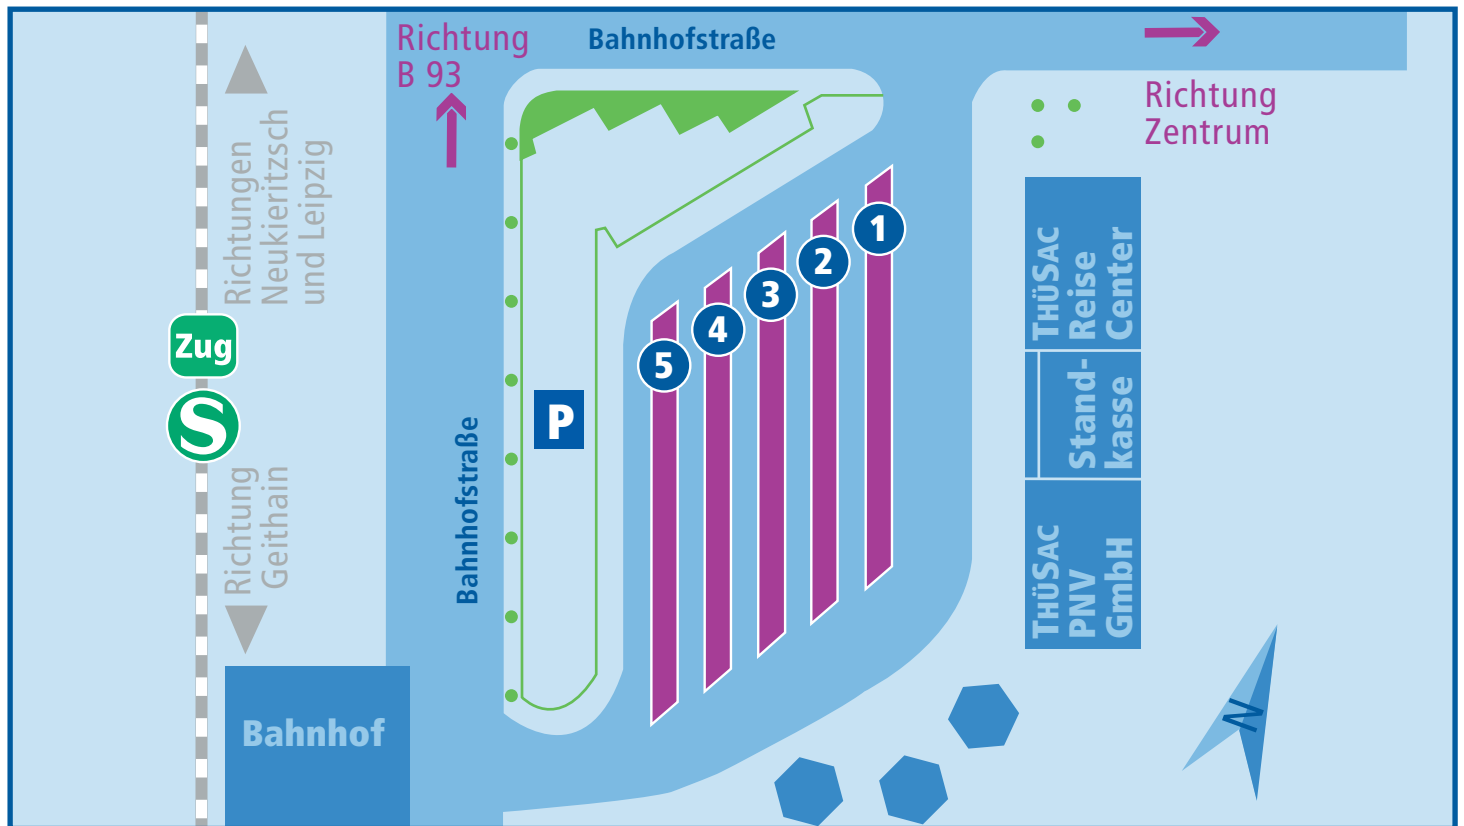 Richtung
B 93
Bahnhofstraße
Richtung
Zentrum
Richtungen
Neukieritzsch
und Leipzig
Zug
S
Richtung
Geithain
Bahnhofstraße
P
1
2
3
4
5
THÜSAC
Reise
Center
Stand-
kasse
THÜSAC
PNV
GmbH
Bahnhof
N